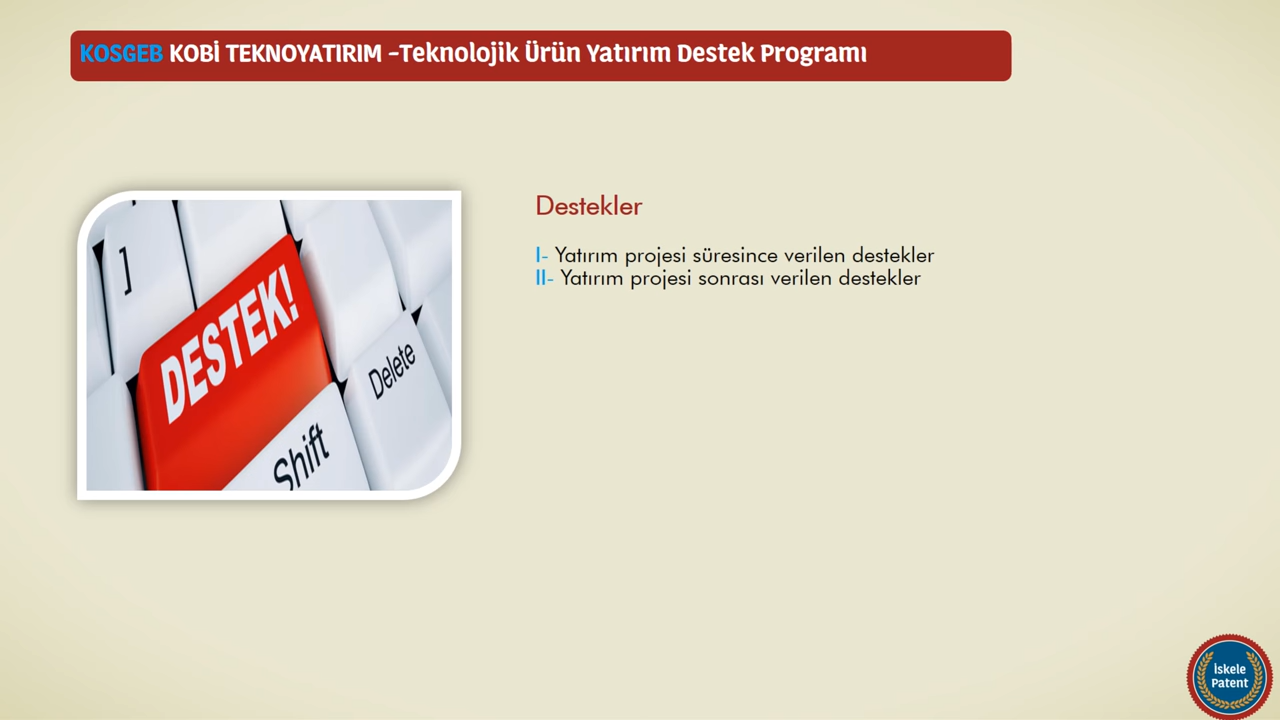 KOSGEB KOBİ TEKNOYATIRIM -Teknolojik Ürün Yatırım Destek Programı
]
DESTEK!
Delete
Shift
Destekler
I- Yatırım projesi süresince verilen destekler
II- Yatırım projesi sonrası verilen destekler
İskele
Patent